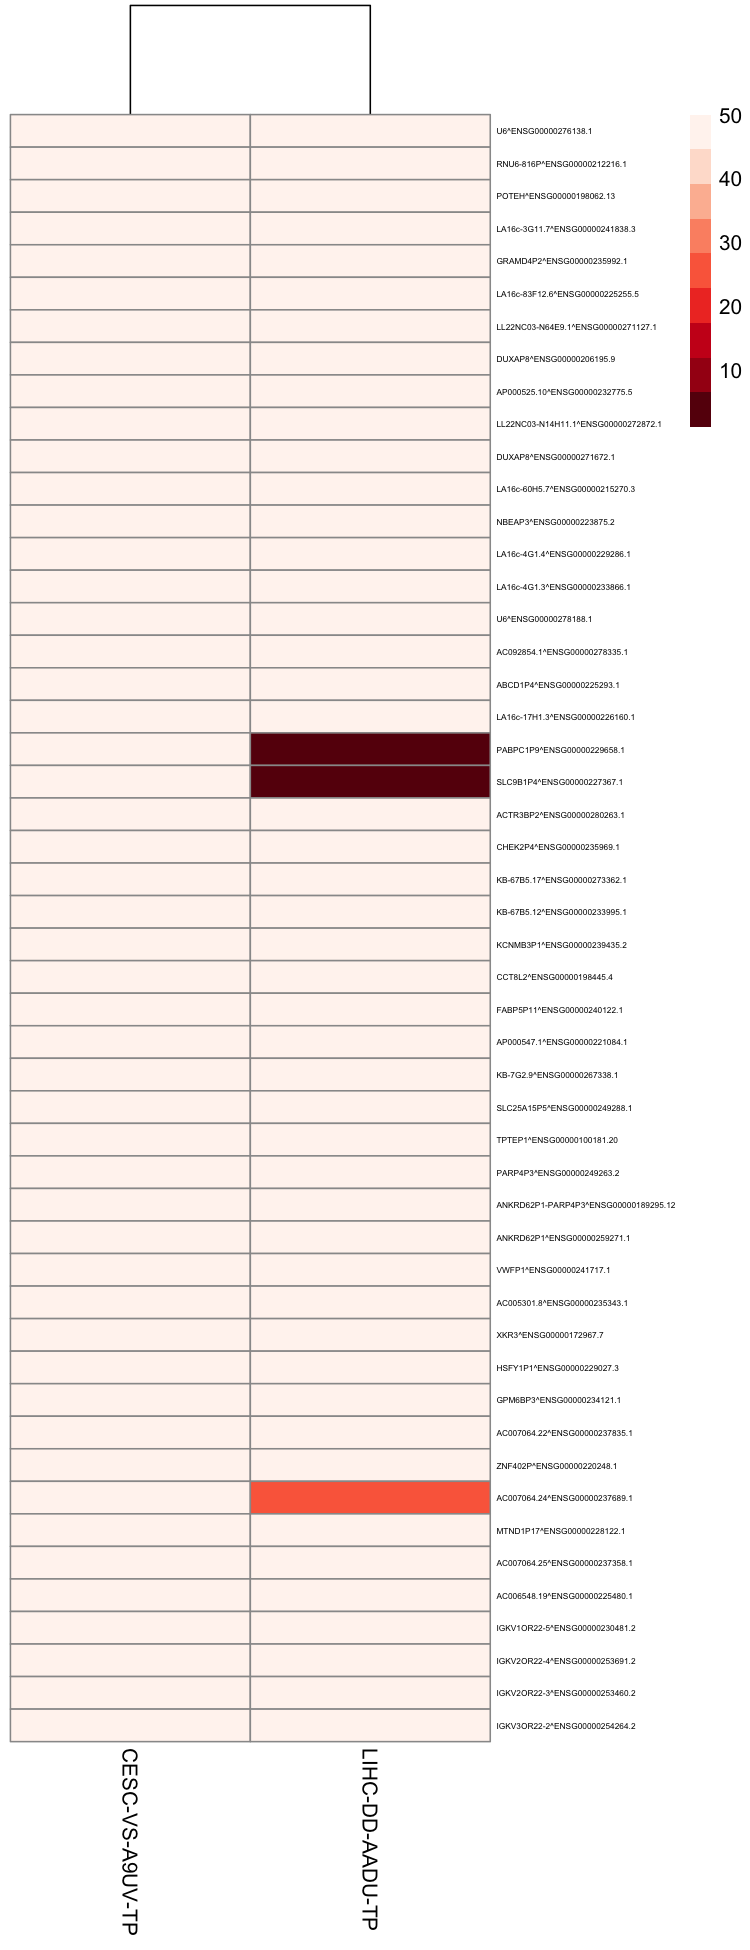 U6^ENSG00000276138.1
RNU6-816P^ENSG00000212216.1
POTEH^ENSG00000198062.13
LA16c-3G11.7^ENSG00000241838.3
GRAMD4P2^ENSG00000235992.1
LA16c-83F12.6^ENSG00000225255.5
LL22NC03-N64E9.1^ENSG00000271127.1
DUXAP8^ENSG00000206195.9
AP000525.10^ENSG00000232775.5
LL22NC03-N14H11.1^ENSG00000272872.1
DUXAP8^ENSG00000271672.1
LA16c-60H5.7^ENSG00000215270.3
NBEAP3^ENSG00000223875.2
LA16c-4G1.4^ENSG00000229286.1
LA16c-4G1.3^ENSG00000233866.1
U6^ENSG00000278188.1
AC092854.1^ENSG00000278335.1
ABCD1P4^ENSG00000225293.1
LA16c-17H1.3^ENSG00000226160.1
PABPC1P9^ENSG00000229658.1
SLC9B1P4^ENSG00000227367.1
ACTR3BP2^ENSG00000280263.1
CHEK2P4^ENSG00000235969.1
KB-67B5.17^ENSG00000273362.1
KB-67B5.12^ENSG00000233995.1
KCNMB3P1^ENSG00000239435.2
CCT8L2^ENSG00000198445.4
FABP5P11^ENSG00000240122.1
AP000547.1^ENSG00000221084.1
KB-7G2.9^ENSG00000267338.1
SLC25A15P5^ENSG00000249288.1
TPTEP1^ENSG00000100181.20
PARP4P3^ENSG00000249263.2
ANKRD62P1-PARP4P3^ENSG00000189295.12
ANKRD62P1^ENSG00000259271.1
VWFP1^ENSG00000241717.1
AC005301.8^ENSG00000235343.1
XKR3^ENSG00000172967.7
HSFY1P1^ENSG00000229027.3
GPM6BP3^ENSG00000234121.1
AC007064.22^ENSG00000237835.1
ZNF402P^ENSG00000220248.1
AC007064.24^ENSG00000237689.1
MTND1P17^ENSG00000228122.1
AC007064.25^ENSG00000237358.1
AC006548.19^ENSG00000225480.1
IGKV1OR22-5^ENSG00000230481.2
IGKV2OR22-4^ENSG00000253691.2
IGKV2OR22-3^ENSG00000253460.2
IGKV3OR22-2^ENSG00000254264.2
50
40
30
20
10
CESC-VS-A9UV-TP
LIHC-DD-AADU-TP